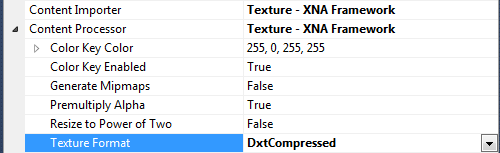 Content Importer Texture - XNA Framework
Content Processor Texture - XNA Framework
Color Key Color 255, 0, 255, 255
Color Key Enabled True
Generate Mipmaps False
Premultiply Alpha True
Resize to Power of Two False
Texture Format DxtCompressed